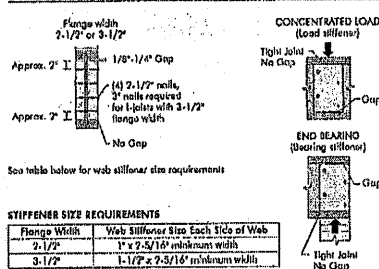 Flange width
2-1/2" or 3-1/2"
1/8"-1/4" Gap
Approx. 2"
(4) 2-1/2" nails,
3" nails required
for I-joists with 3-1/2"
flange width
Approx. 2"
No Gap
See table below for web stiffener size requirements
CONCENTRATED LOAD
(Load stiffener)
Tight Joint
No Gap
Gap
END BEARING
(Bearing stiffener)
Gap
Tight Joint
No Gap
STIFFENER SIZE REQUIREMENTS
Flange Width Web Stiffener Size Each Side of Web
2-1/2" 1" x 2-5/16" minimum width
3-1/2" 1-1/2" x 2-5/16" minimum width